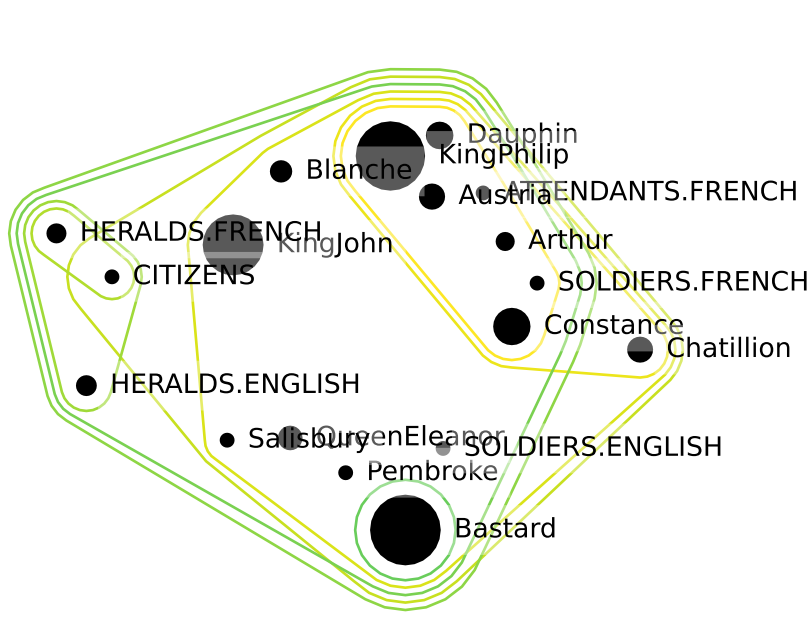 Dauphin
KingPhilip
Blanche
Austria
ATTENDANTS.FRENCH
HERALDS.FRENCH
KingJohn
Arthur
CITIZENS
SOLDIERS.FRENCH
Constance
Chatillion
HERALDS.ENGLISH
Salisbury
QueenEleanor
SOLDIERS.ENGLISH
Pembroke
Bastard